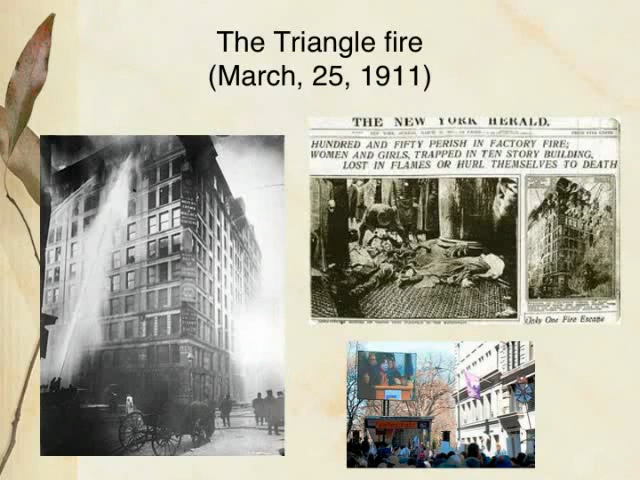 The Triangle fire
(March, 25, 1911)
THE NEW YORK HERALD.
HUNDRED AND FIFTY PERISH IN FACTORY FIRE;
WOMEN AND GIRLS, TRAPPED IN TEN STORY BUILDING,
LOST IN FLAMES OR HURL THEMSELVES TO DEATH
Only One Fire Escape